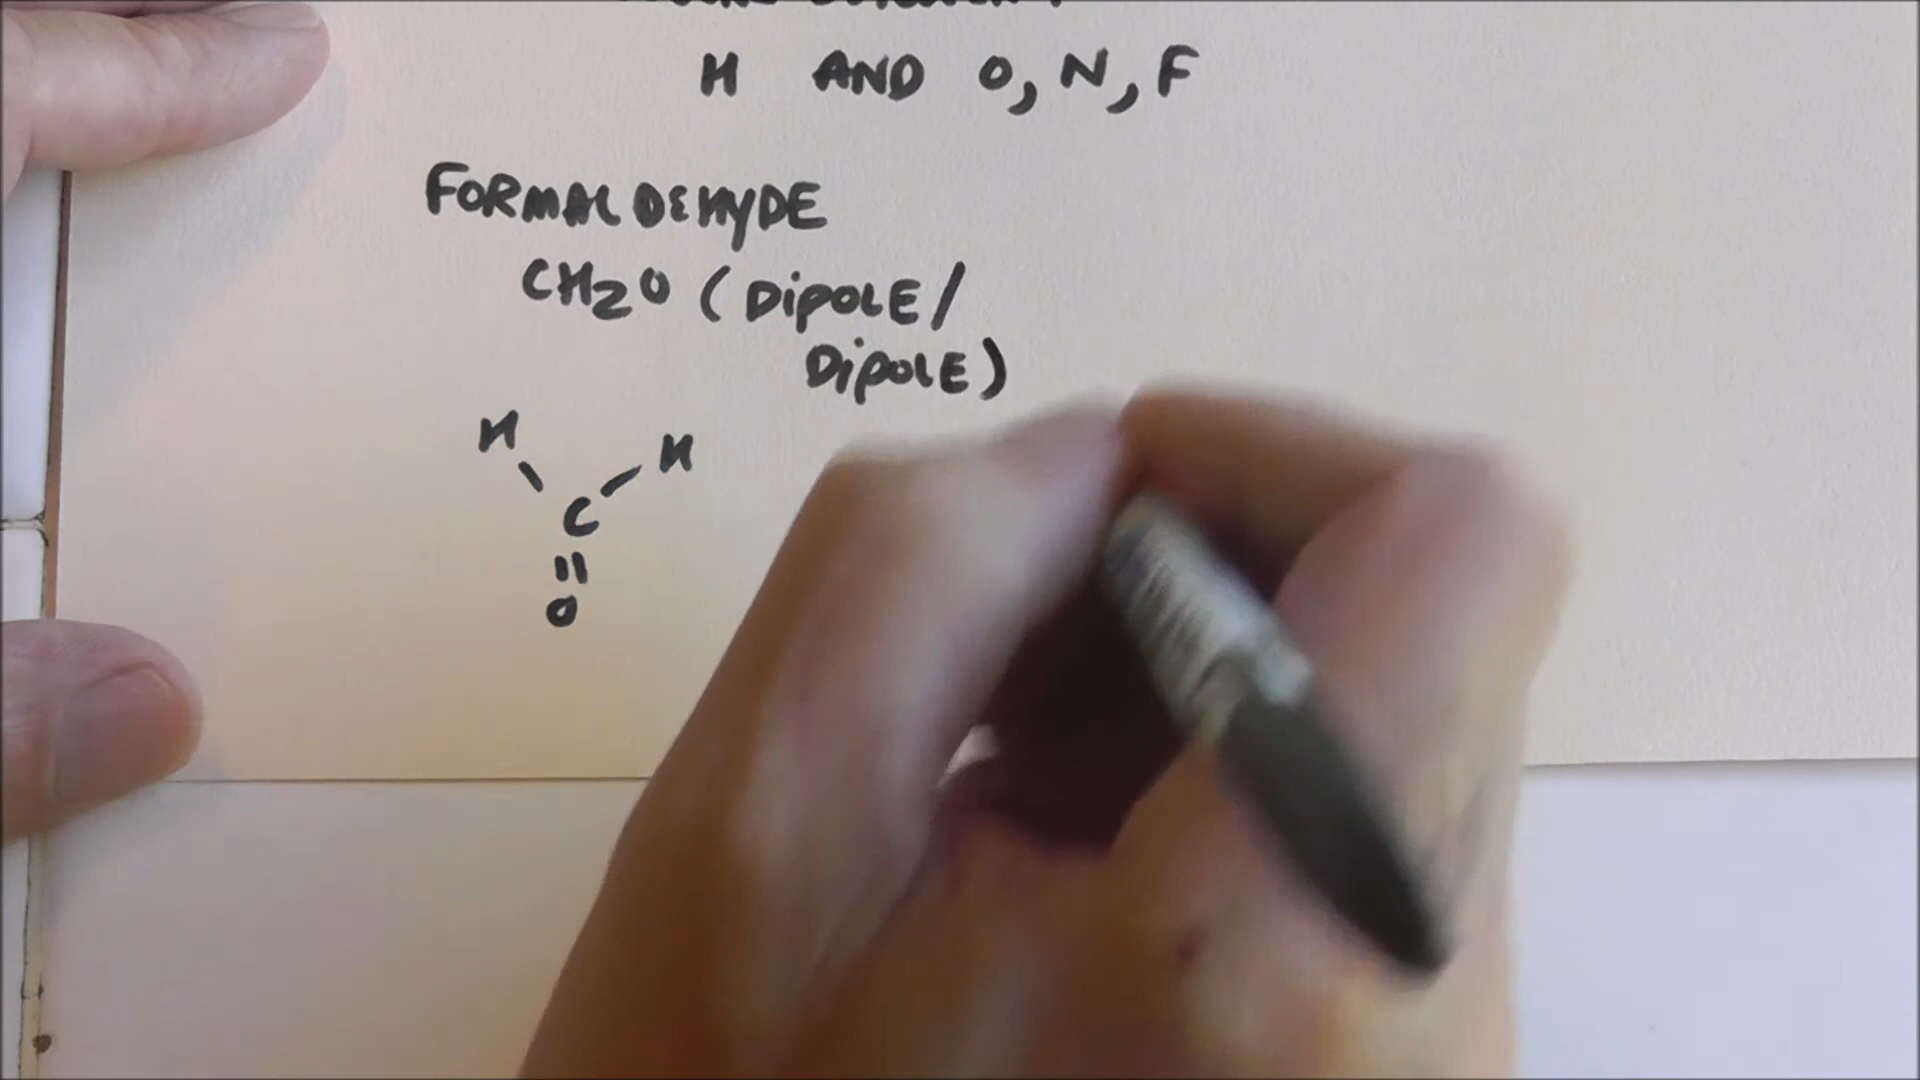 H AND O, N, F
FORMALDEHYDE
CH2O (DIPOLE/
DIPOLE)
H H
C
O